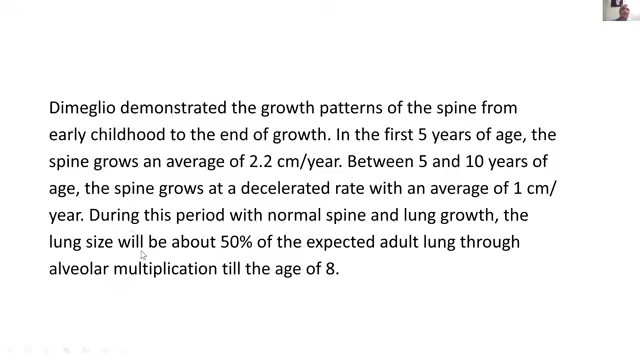 Dimeglio demonstrated the growth patterns of the spine from
early childhood to the end of growth. In the first 5 years of age, the
spine grows an average of 2.2 cm/year. Between 5 and 10 years of
age, the spine grows at a decelerated rate with an average of 1 cm/
year. During this period with normal spine and lung growth, the
lung size will be about 50% of the expected adult lung through
alveolar multiplication till the age of 8.